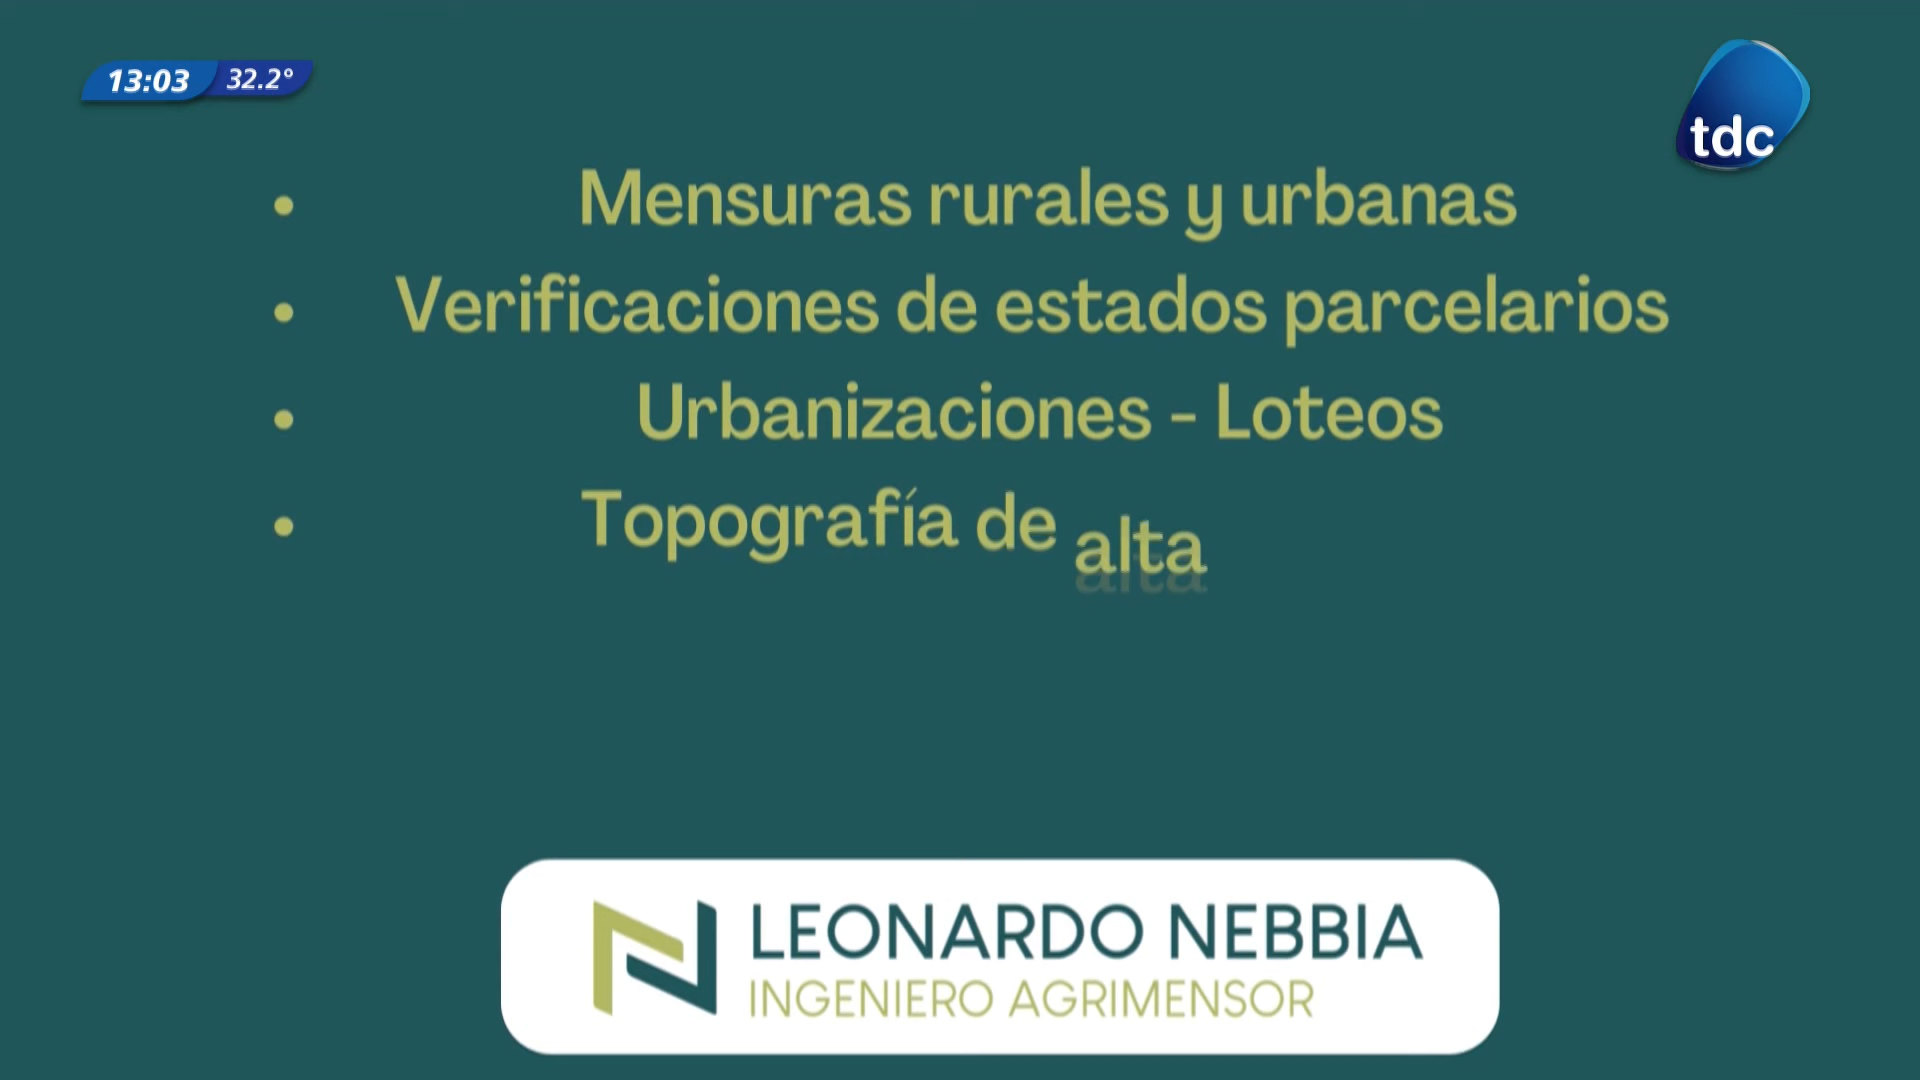 13:03 32.2°
tdc
• Mensuras rurales y urbanas
• Verificaciones de estados parcelarios
• Urbanizaciones - Loteos
• Topografía de alta
LEONARDO NEBBIA
INGENIERO AGRIMENSOR